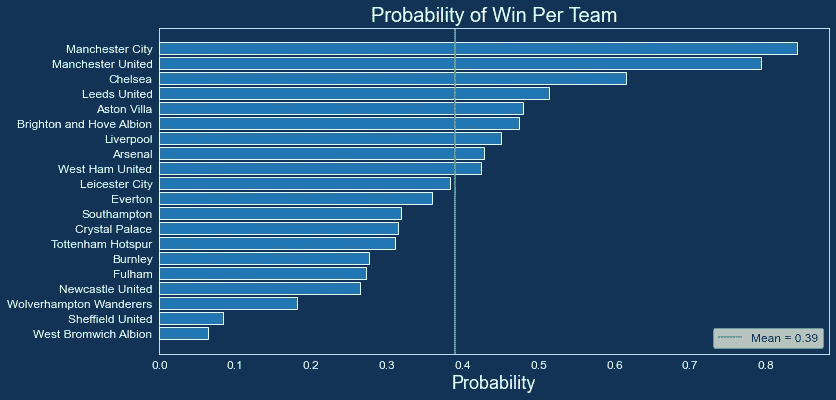 Probability of Win Per Team
Manchester City
Manchester United
Chelsea
Leeds United
Aston Villa
Brighton and Hove Albion
Liverpool
Arsenal
West Ham United
Leicester City
Everton
Southampton
Crystal Palace
Tottenham Hotspur
Burnley
Fulham
Newcastle United
Wolverhampton Wanderers
Sheffield United
West Bromwich Albion
Mean = 0.39
0.0 0.1 0.2 0.3 0.4 0.5 0.6 0.7 0.8
Probability